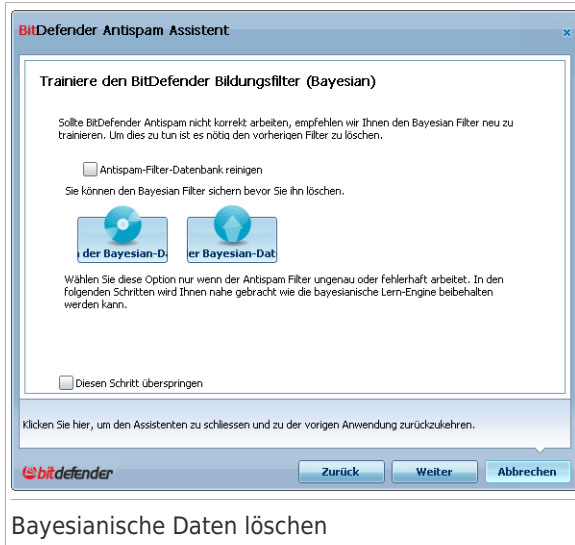 BitDefender Antispam Assistent
x
Trainiere den BitDefender Bildungsfilter (Bayesian)
Sollte BitDefender Antispam nicht korrekt arbeiten, empfehlen wir Ihnen den Bayesian Filter neu zu
trainieren. Um dies zu tun ist es nötig den vorherigen Filter zu löschen.
Antispam-Filter-Datenbank reinigen
Sie können den Bayesian Filter sichern bevor Sie ihn löschen.
der Bayesian-D er Bayesian-Dat
Wählen Sie diese Option nur wenn der Antispam Filter ungenau oder fehlerhaft arbeitet. In den
folgenden Schritten wird Ihnen nahe gebracht wie die bayesianische Lern-Engine beibehalten
werden kann.
Diesen Schritt überspringen
Klicken Sie hier, um den Assistenten zu schliessen und zu der vorigen Anwendung zurückzukehren.
bitdefender Zurück Weiter Abbrechen
Bayesianische Daten löschen